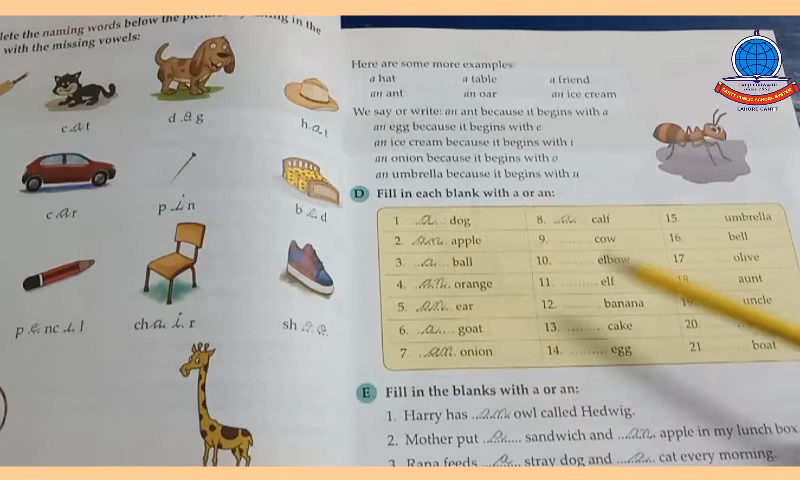 lete the naming words below the
ing in the
with the missing vowels:
cat
dog
hat
car
pin
bed
pencil
chair
shoe
Here are some more examples
a hat a table a friend
an ant an oar an ice cream
We say or write: an ant because it begins with a
an egg because it begins with e
an ice cream because it begins with i
an onion because it begins with o
an umbrella because it begins with u
D Fill in each blank with a or an:
1 a dog 8. a calf 15. umbrella
2. an apple 9. cow 16 bell
3. a ball 10. elbow 17 olive
4. an orange 11. elf 18 aunt
5. an ear 12. banana 19 uncle
6. a goat 13. cake 20
7 an onion 14. egg 21 boat
E Fill in the blanks with a or an:
1. Harry has an owl called Hedwig.
2. Mother put a sandwich and an apple in my lunch box.
3 Rana feeds a stray dog and a cat every morning.
LAHORE CANTT